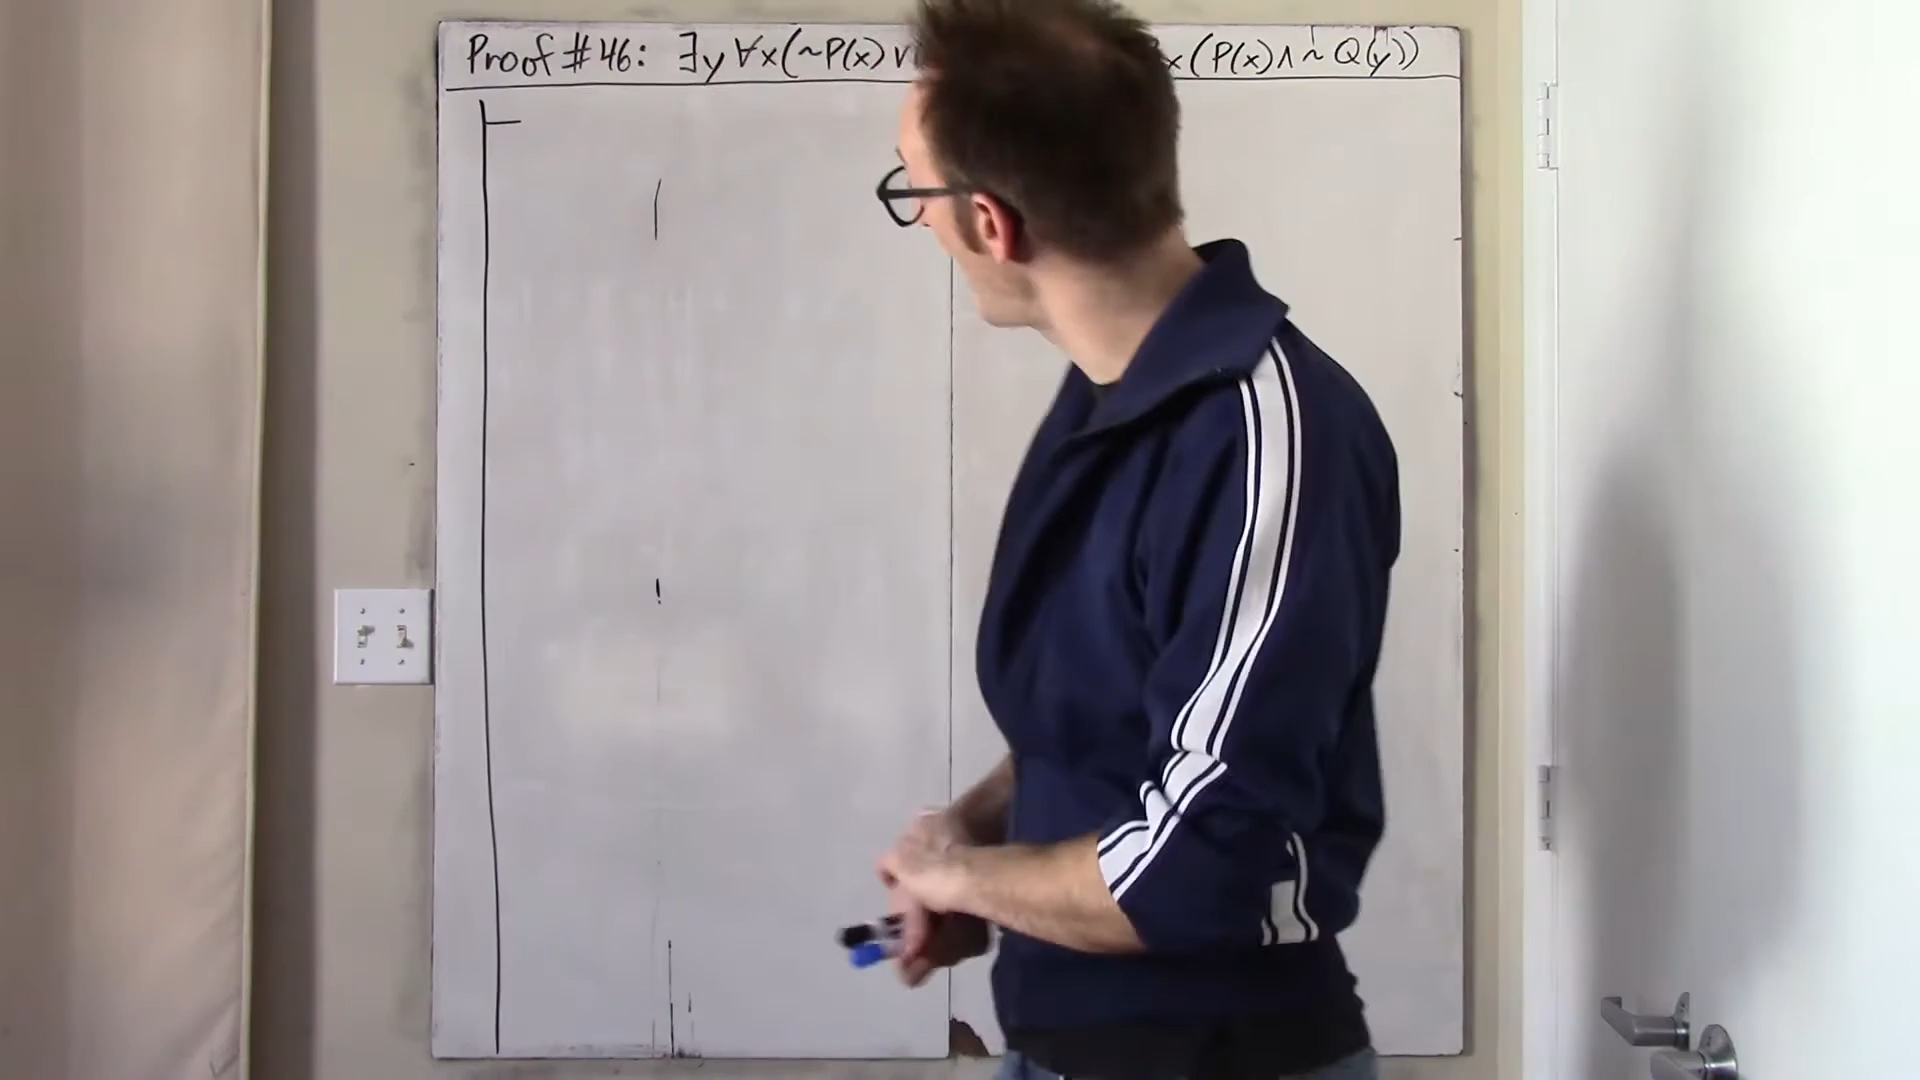 Proof #46: ∃y ∀x(~P(x) ∨ x(P(x) ∧ ~Q(y))